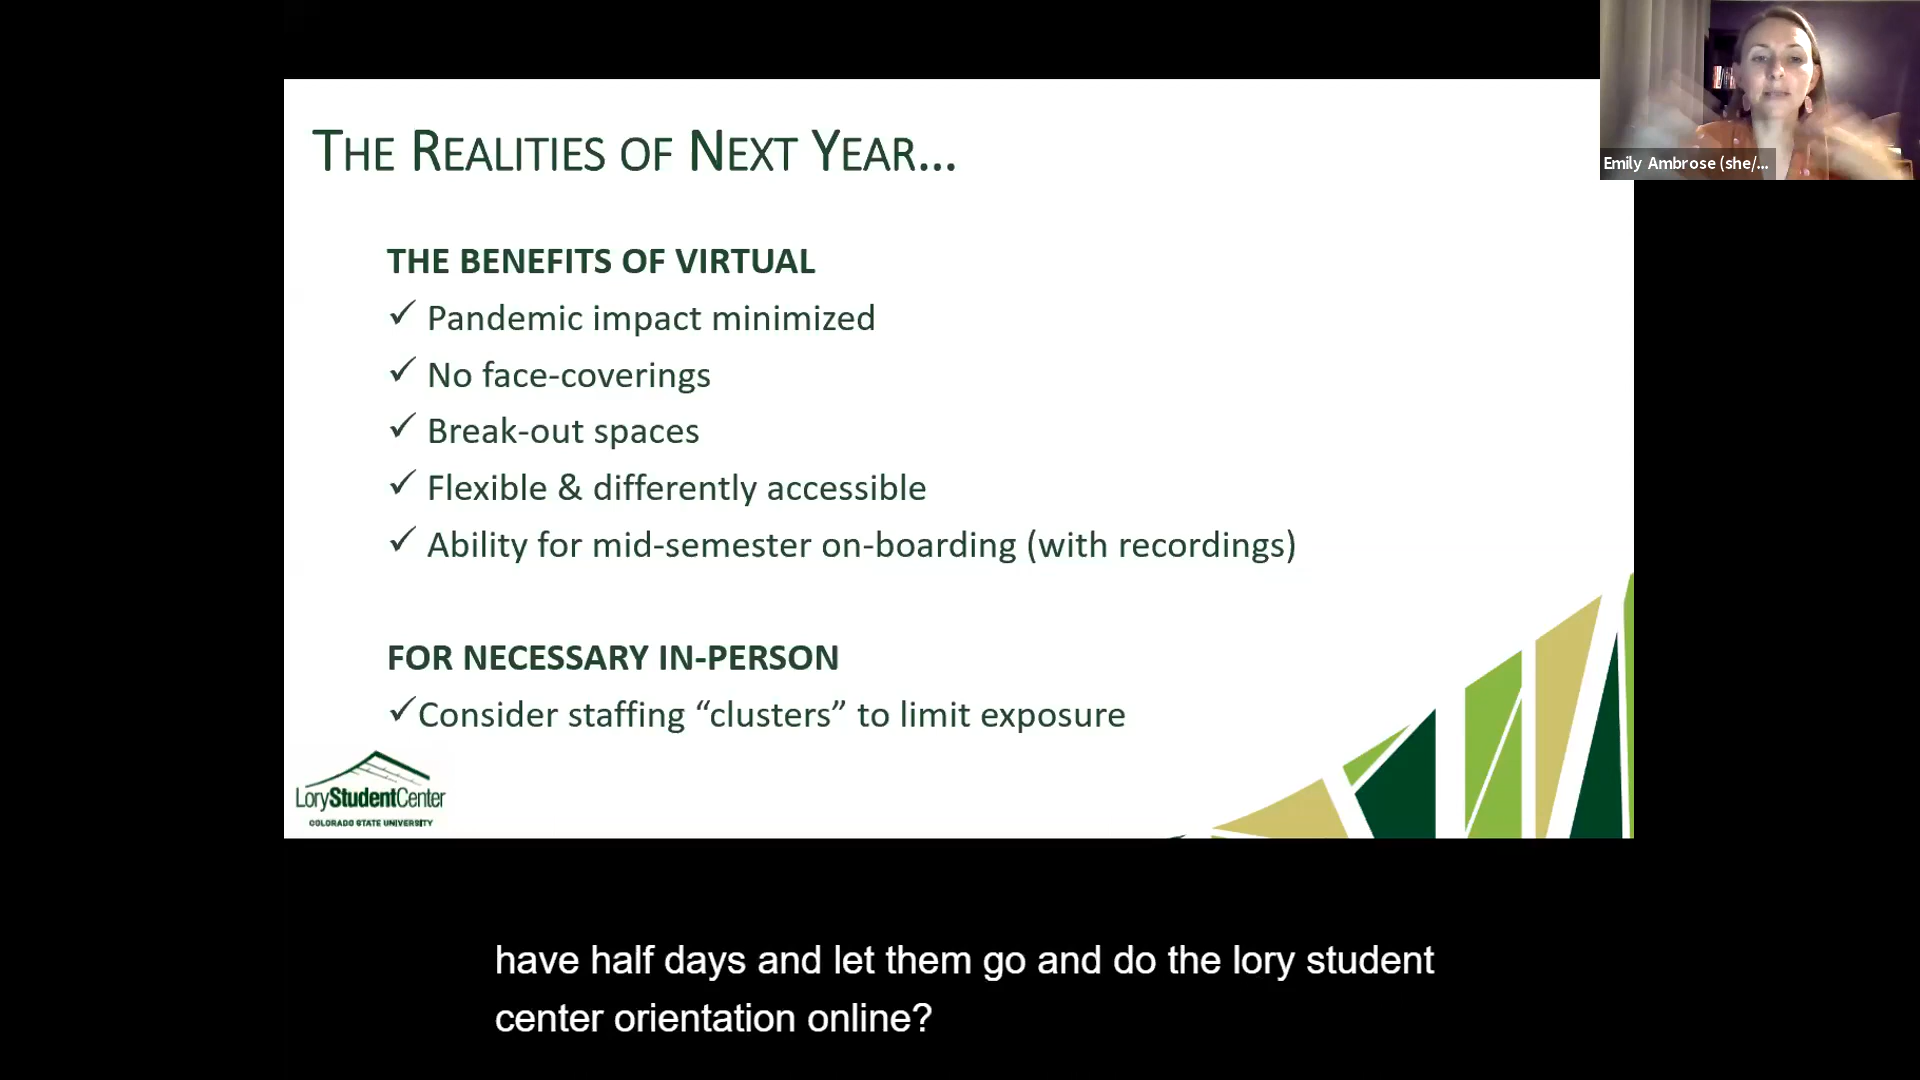 THE REALITIES OF NEXT YEAR...
Emily Ambrose (she/...
THE BENEFITS OF VIRTUAL
✓ Pandemic impact minimized
✓ No face-coverings
✓ Break-out spaces
✓ Flexible & differently accessible
✓ Ability for mid-semester on-boarding (with recordings)
FOR NECESSARY IN-PERSON
✓Consider staffing “clusters” to limit exposure
LoryStudentCenter
COLORADO STATE UNIVERSITY
have half days and let them go and do the lory student
center orientation online?